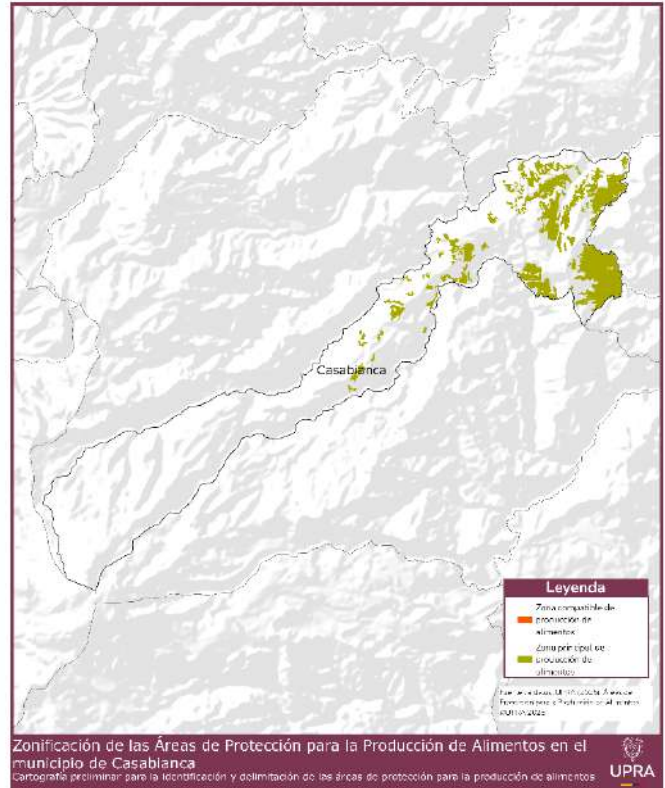 Casabianca
Leyenda
Zona compatible de
producción de
alimentos
Zona principal de
producción de
alimentos
Zonificación de las Áreas de Protección para la Producción de Alimentos en el
municipio de Casabianca
Cartografía preliminar para la identificación y delimitación de las áreas de protección para la producción de alimentos
UPRA